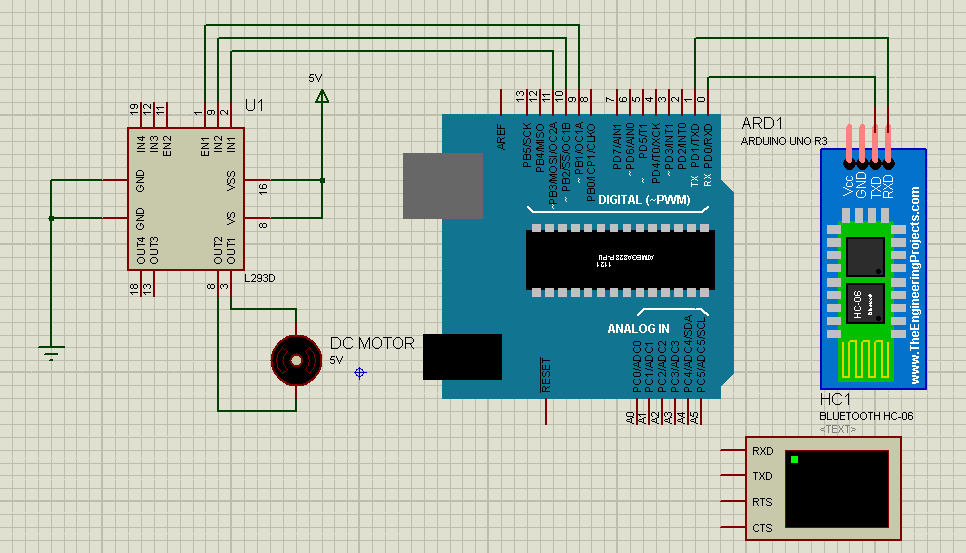 5V
U1
19
12
11
1
9
2
IN4
IN3
EN2
EN1
IN2
IN1
GND
GND
VSS
16
VS
8
OUT4
OUT3
OUT2
OUT1
18
13
8
3
L293D
DC MOTOR
5V
AREF
13
12
11
10
9
8
7
6
5
4
3
2
1
0
PB5/SCK
PB4/MISO
~PB3/MOSI/OC2A
~ PB2/SS/OC1B
~ PB1/OC1A
PB0/ICP1/CLKO
PD7/AIN1
~ PD6/AIN0
~ PD5/T1
PD4/T0/XCK
~ PD3/INT1
PD2/INT0
TX PD1/TXD
RX PD0/RXD
DIGITAL (~PWM)
ATMEGA328P-PU
1121
ANALOG IN
RESET
PC0/ADC0
PC1/ADC1
PC2/ADC2
PC3/ADC3
PC4/ADC4/SDA
PC5/ADC5/SCL
A0
A1
A2
A3
A4
A5
ARD1
ARDUINO UNO R3
Vcc
GND
TXD
RXD
HC-06
Bluetooth
www.TheEngineeringProjects.com
HC1
BLUETOOTH HC-06
<TEXT>
RXD
TXD
RTS
CTS